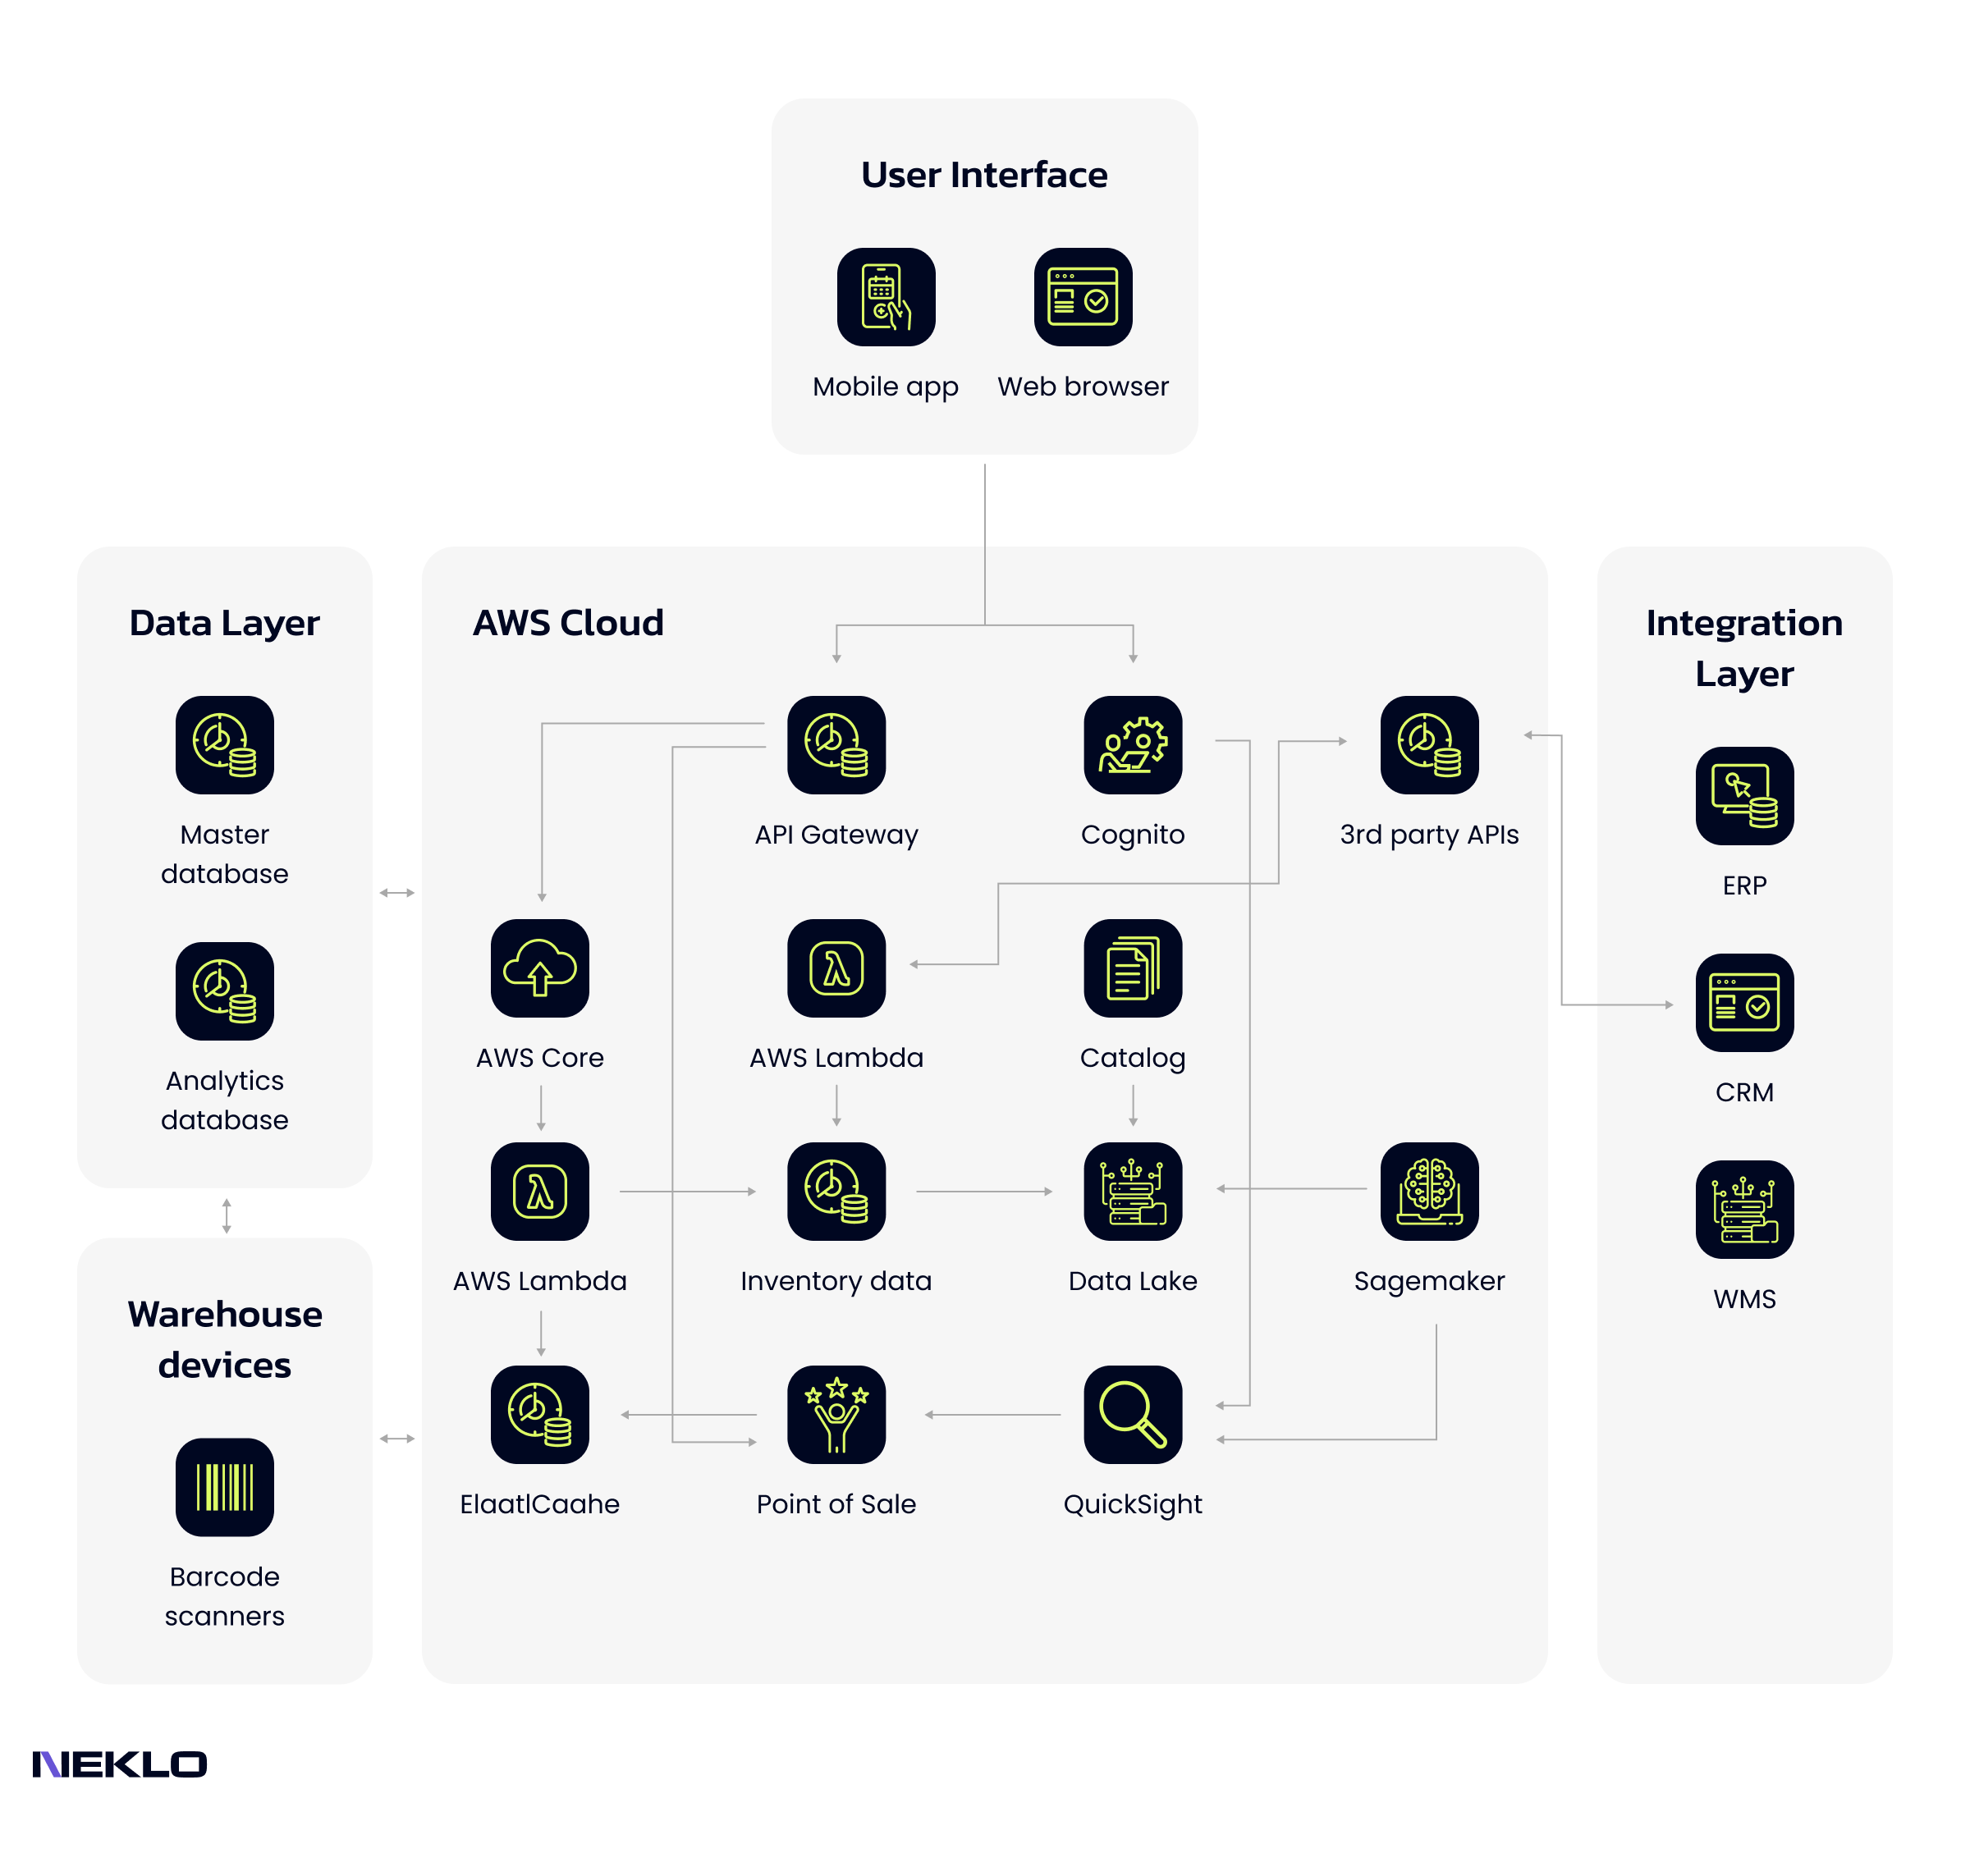 User Interface
Mobile app
Web browser
Data Layer
Master
database
Analytics
database
Warehouse
devices
Barcode
scanners
AWS Cloud
API Gateway
Cognito
3rd party APIs
AWS Core
AWS Lambda
Catalog
AWS Lambda
Inventory data
Data Lake
Sagemaker
ElaatlCaahe
Point of Sale
QuickSight
Integration
Layer
ERP
CRM
WMS
NEKLO